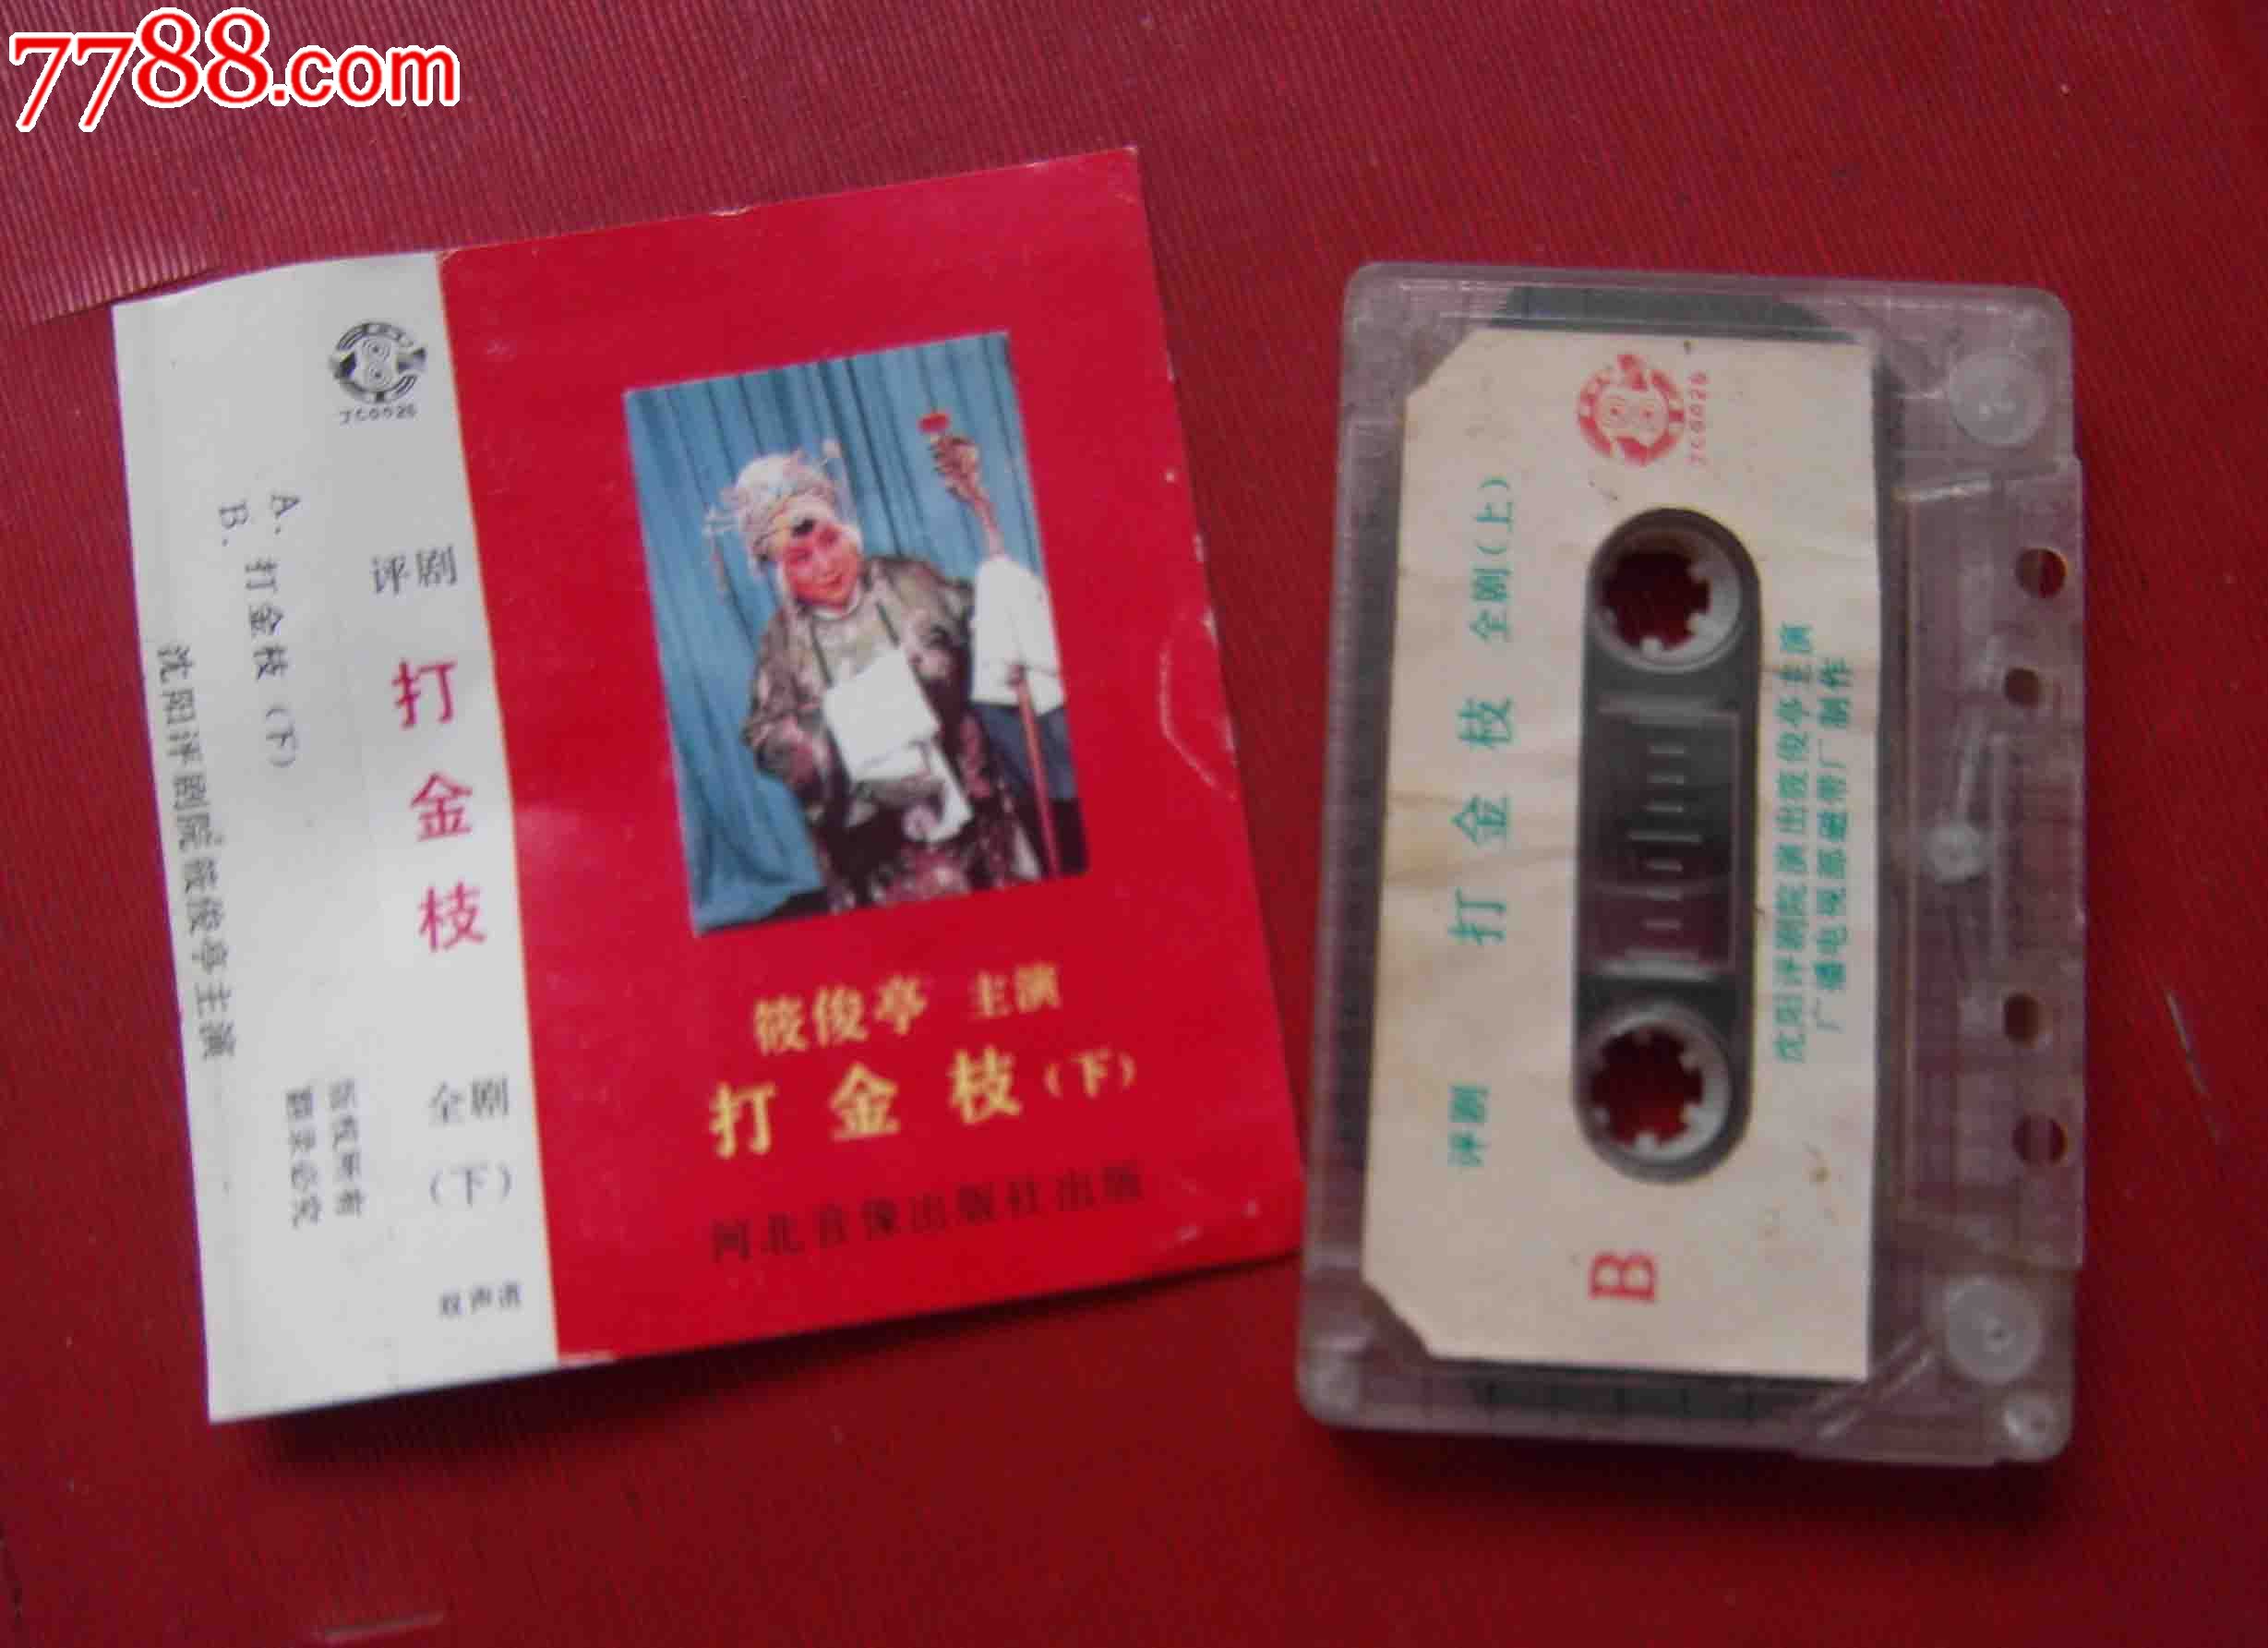 7788.com
JC0026
评剧
打金枝
全剧
(下)
双声道
A.
B. 打金枝(下)
沈阳评剧院筱俊亭主演
版权所有
翻录必究
筱俊亭 主演
打金枝(下)
河北音像出版社出版
JC0026
评剧 打金枝 全剧(上)
沈阳评剧院演出筱俊亭主演
广播电视部磁带厂制作
B